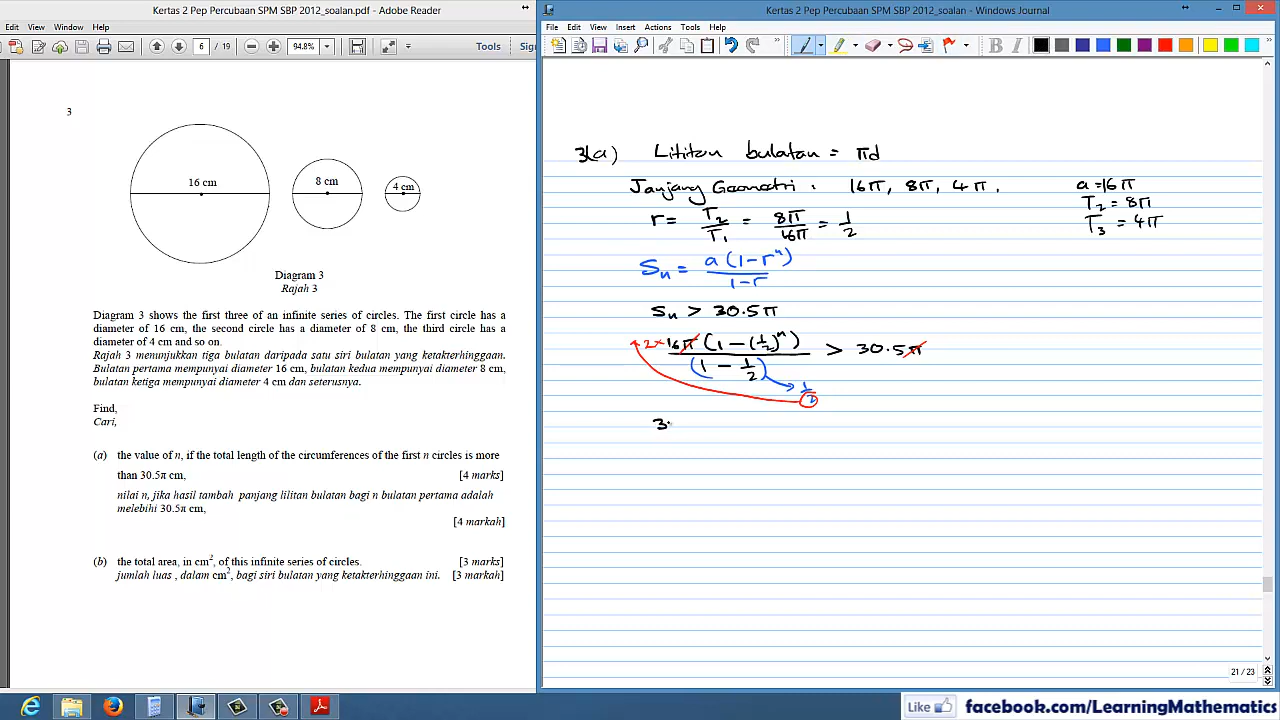 Kertas 2 Pep Percubaan SPM SBP 2012_soalan.pdf - Adobe Reader
dit View Window Help
6 / 19 94.8% Tools Sign
3
16 cm 8 cm 4 cm
Diagram 3
Rajah 3
Diagram 3 shows the first three of an infinite series of circles. The first circle has a
diameter of 16 cm, the second circle has a diameter of 8 cm, the third circle has a
diameter of 4 cm and so on.
Rajah 3 menunjukkan tiga bulatan daripada satu siri bulatan yang ketakterhinggaan.
Bulatan pertama mempunyai diameter 16 cm, bulatan kedua mempunyai diameter 8 cm,
bulatan ketiga mempunyai diameter 4 cm dan seterusnya.
Find,
Cari,
(a) the value of n, if the total length of the circumferences of the first n circles is more
than 30.5π cm, [4 marks]
nilai n, jika hasil tambah panjang lilitan bulatan bagi n bulatan pertama adalah
melebihi 30.5π cm,
[4 markah]
(b) the total area, in cm², of this infinite series of circles. [3 marks]
jumlah luas , dalam cm², bagi siri bulatan yang ketakterhinggaan ini. [3 markah]
Kertas 2 Pep Percubaan SPM SBP 2012_soalan - Windows Journal
File Edit View Insert Actions Tools Help
B I
3(a) Lilitan bulatan = πd
Janjang Geometri : 16π, 8π, 4π, a = 16π
T₂ = 8π
r = T₂/T₁ = 8π/16π = 1/2 T₃ = 4π
Sₙ = a(1-rⁿ)/1-r
Sₙ > 30.5π
2× 16π(1-(1/2)ⁿ)/(1 - 1/2) > 30.5π
1/2
3
21 / 23
Like facebook.com/LearningMathematics